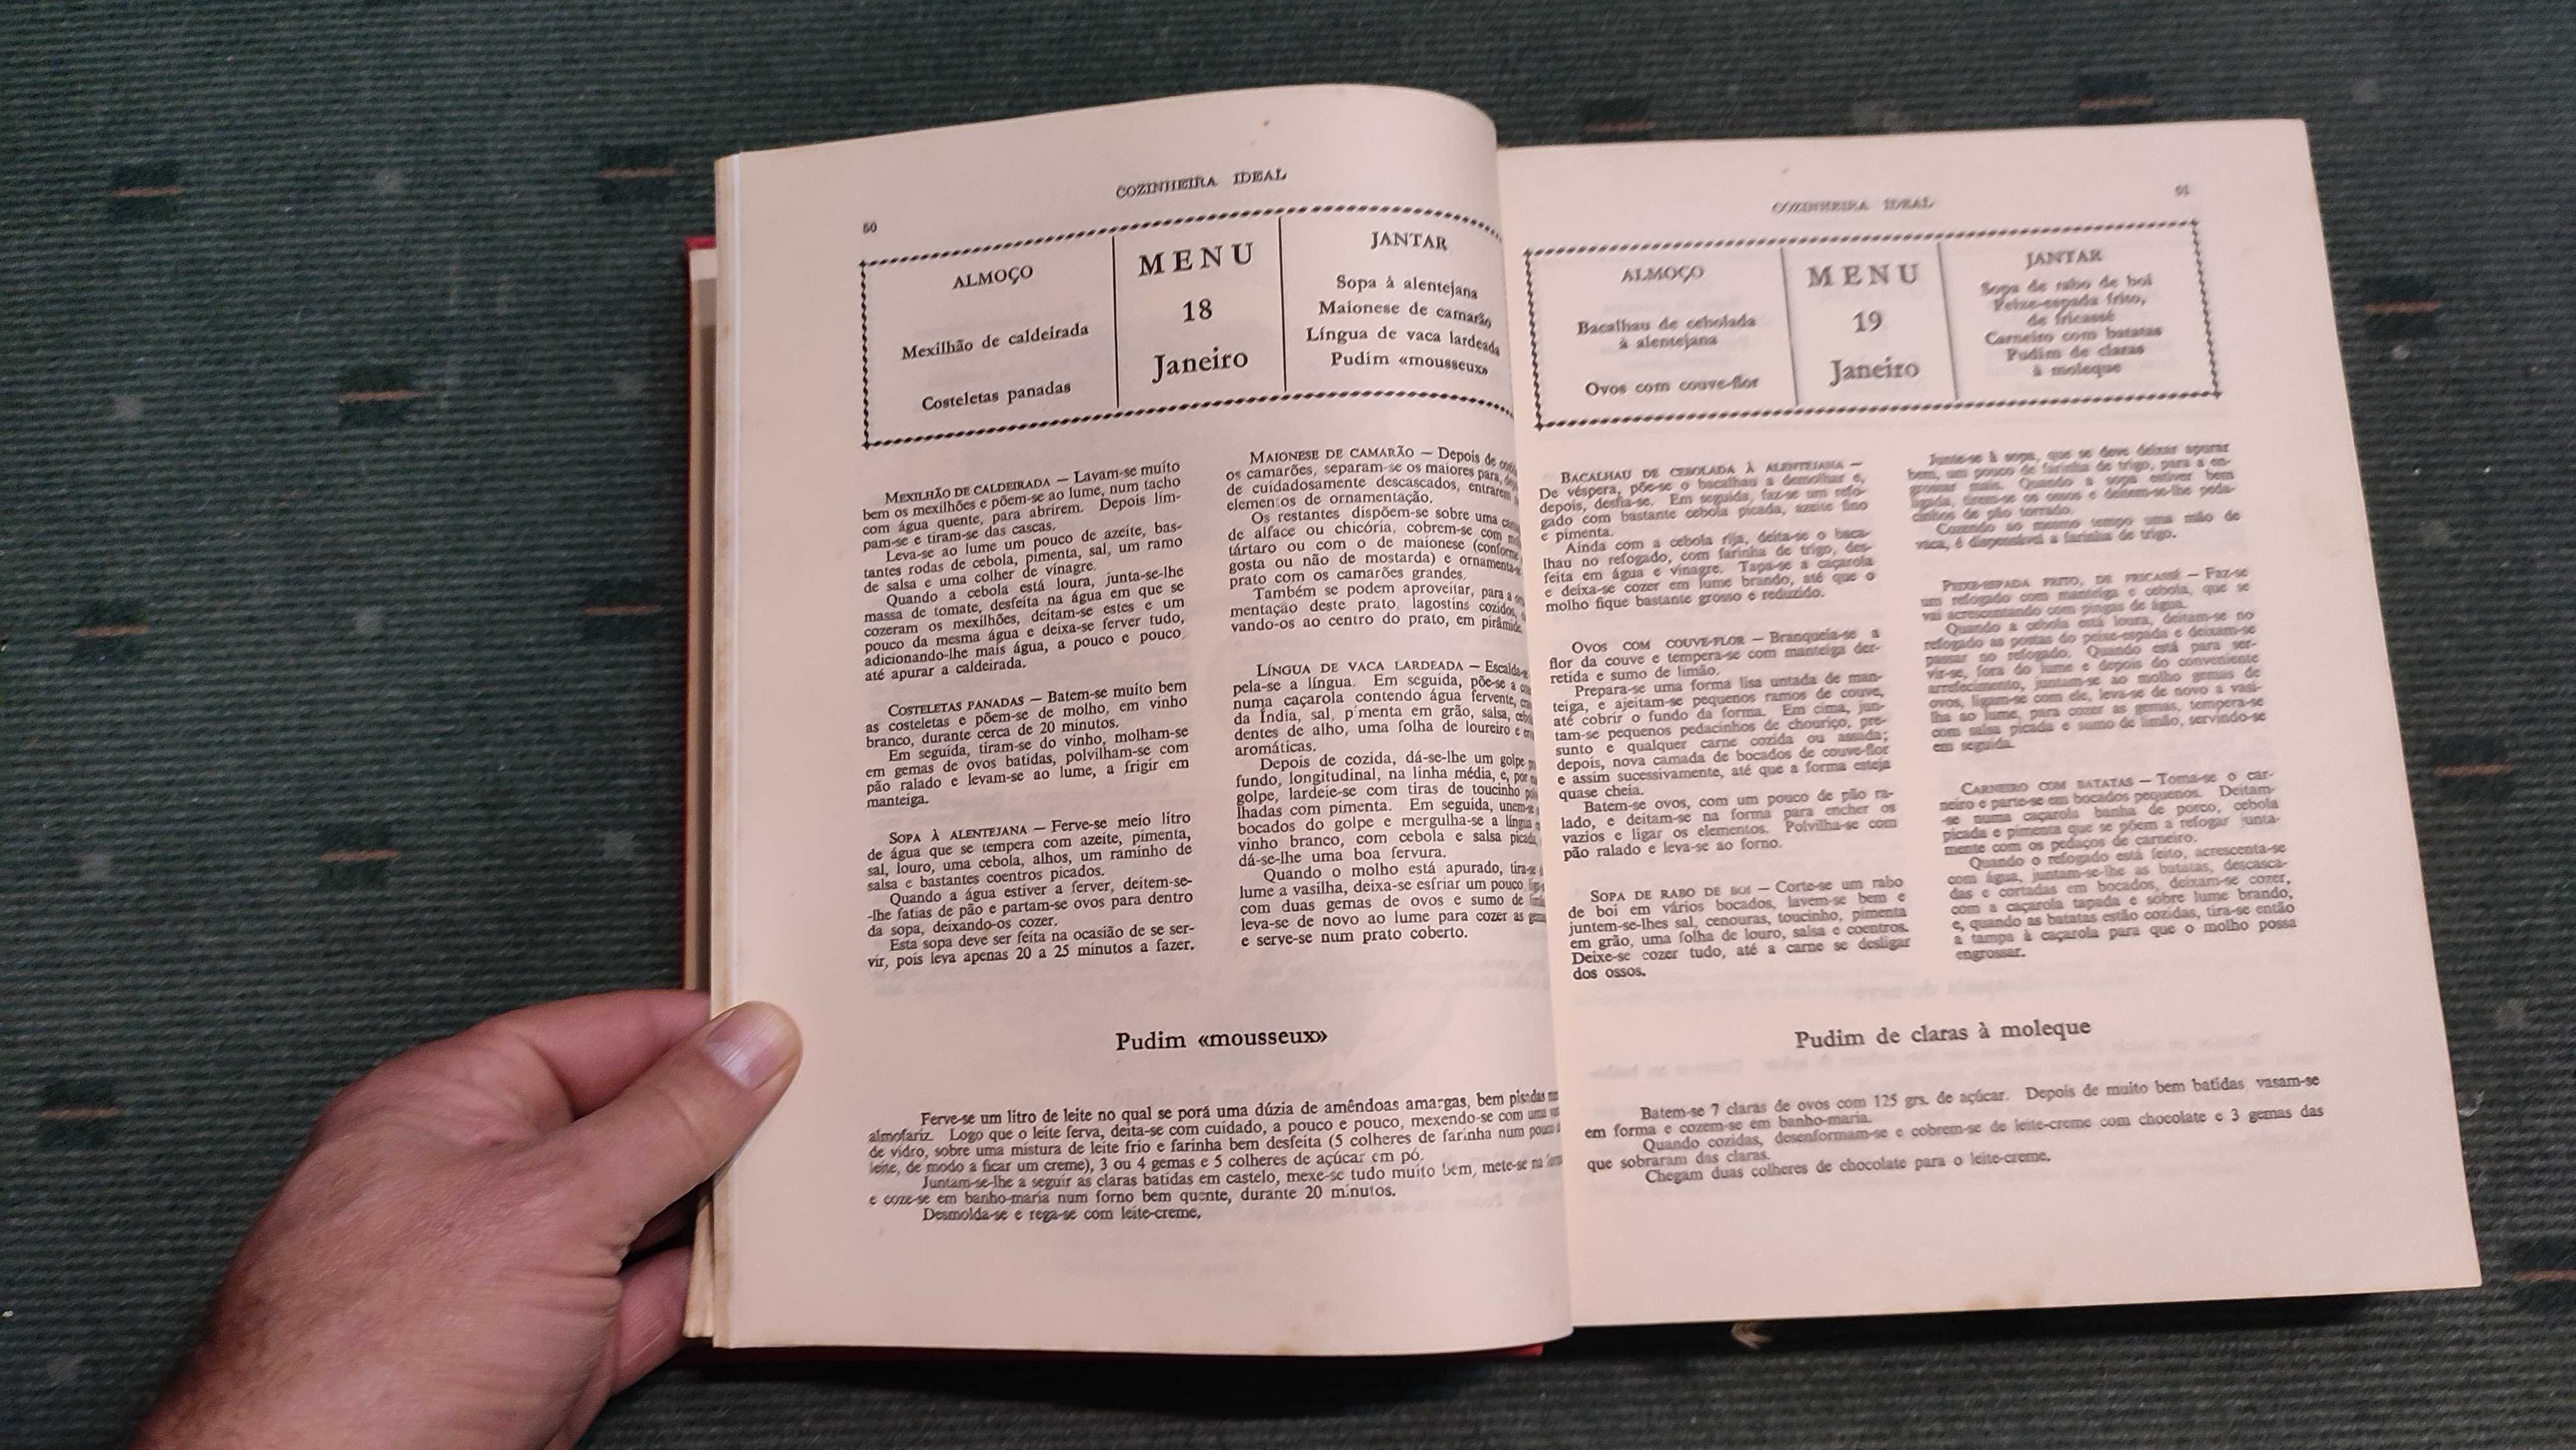 COZINHEIRA IDEAL
ALMOÇO
Mexilhão de caldeirada
Costeletas panadas
MENU
18
Janeiro
JANTAR
Sopa à alentejana
Maionese de camarão
Língua de vaca lardeada
Pudim «mousseux»
MEXILHÃO DE CALDEIRADA — Lavam-se muito
bem os mexilhões e põem-se ao lume, num tacho
com água quente, para abrirem. Depois lim-
pam-se e tiram-se das cascas.
Leva-se ao lume um pouco de azeite, bas-
tantes rodas de cebola, pimenta, sal, um ramo
de salsa e uma colher de vinagre.
Quando a cebola está loura, junta-se-lhe
massa de tomate, desfeita na água em que se
cozeram os mexilhões, deitam-se estes e um
pouco da mesma água e deixa-se ferver tudo,
adicionando-lhe mais água, a pouco e pouco
até apurar a caldeirada.
COSTELETAS PANADAS — Batem-se muito bem
as costeletas e põem-se de molho, em vinho
branco, durante cerca de 20 minutos.
Em seguida, tiram-se do vinho, molham-se
em gemas de ovos batidas, polvilham-se com
pão ralado e levam-se ao lume, a frigir em
manteiga.
SOPA À ALENTEJANA — Ferve-se meio litro
de água que se tempera com azeite, pimenta,
sal, louro, uma cebola, alhos, um raminho de
salsa e bastantes coentros picados.
Quando a água estiver a ferver, deitem-se-
-lhe fatias de pão e partam-se ovos para dentro
da sopa, deixando-os cozer.
Esta sopa deve ser feita na ocasião de se ser-
vir, pois leva apenas 20 a 25 minutos a fazer.
MAIONESE DE CAMARÃO — Depois de
os camarões, separam-se os maiores para,
de cuidadosamente descascados, entrarem
elementos de ornamentação.
Os restantes dispõem-se sobre uma
de alface ou chicória, cobrem-se com
tártaro ou com o de maionese (conforme
gosta ou não de mostarda) e ornamenta-se
prato com os camarões grandes.
Também se podem aproveitar, para a
mentação deste prato, lagostins cozidos,
vando-os ao centro do prato, em pirâmide.
LÍNGUA DE VACA LARDEADA — Escalda-se
pela-se a língua. Em seguida, põe-se a
numa caçarola contendo água fervente,
da Índia, sal, pimenta em grão, salsa,
dentes de alho, uma folha de loureiro e
aromáticas.
Depois de cozida, dá-se-lhe um golpe
fundo, longitudinal, na linha média, e, por
golpe, lardeie-se com tiras de toucinho
lhadas com pimenta. Em seguida, unem-se
bocados do golpe e mergulha-se a língua
vinho branco, com cebola e salsa picada,
dá-se-lhe uma boa fervura.
Quando o molho está apurado, tira-se
lume a vasilha, deixa-se esfriar um pouco,
com duas gemas de ovos e sumo de
leva-se de novo ao lume para cozer as
e serve-se num prato coberto.
Pudim «mousseux»
Ferve-se um litro de leite no qual se porá uma dúzia de amêndoas amargas, bem pisadas
almofariz. Logo que o leite ferva, deita-se com cuidado, a pouco e pouco, mexendo-se com uma
de vidro, sobre uma mistura de leite frio e farinha bem desfeita (5 colheres de farinha num pouco
leite, de modo a ficar um creme), 3 ou 4 gemas e 5 colheres de açúcar em pó.
Juntam-se-lhe a seguir as claras batidas em castelo, mexe-se tudo muito bem, mete-se na
e coze-se em banho-maria num forno bem quente, durante 20 minutos.
Desmolda-se e rega-se com leite-creme.
COZINHEIRA IDEAL
ALMOÇO
Bacalhau de cebolada
à alentejana
Ovos com couve-flor
MENU
19
Janeiro
JANTAR
Sopa de rabo de boi
Peixe-espada frito,
de fricassé
Carneiro com batatas
Pudim de claras
à moleque
BACALHAU DE CEBOLADA À ALENTEJANA —
De véspera, põe-se o bacalhau a demolhar e,
depois, desfia-se. Em seguida, faz-se um refo-
gado com bastante cebola picada, azeite fino
e pimenta.
Ainda com a cebola rija, deita-se o baca-
lhau no refogado, com farinha de trigo, des-
feita em água e vinagre. Tapa-se a caçarola
e deixa-se cozer em lume brando, até que o
molho fique bastante grosso e reduzido.
OVOS COM COUVE-FLOR — Branqueia-se a
flor da couve e tempera-se com manteiga der-
retida e sumo de limão.
Prepara-se uma forma lisa untada de man-
teiga, e ajeitam-se pequenos ramos de couve,
até cobrir o fundo da forma. Em cima, jun-
tam-se pequenos pedacinhos de chouriço, pre-
sunto e qualquer carne cozida ou assada;
depois, nova camada de bocados de couve-flor
e assim sucessivamente, até que a forma esteja
quase cheia.
Batem-se ovos, com um pouco de pão ra-
lado, e deitam-se na forma para encher os
vazios e ligar os elementos. Polvilha-se com
pão ralado e leva-se ao forno.
SOPA DE RABO DE BOI — Corte-se um rabo
de boi em vários bocados, lavem-se bem e
juntem-se-lhes sal, cenouras, toucinho, pimenta
em grão, uma folha de louro, salsa e coentros.
Deixe-se cozer tudo, até a carne se desligar
dos ossos.
Junte-se à sopa, que se deve deixar apurar
bem, um pouco de farinha de trigo, para a en-
grossar mais. Quando a sopa estiver bem
ligada, tirem-se os ossos e deitem-se-lhe peda-
cinhos de pão torrado.
Cozendo ao mesmo tempo uma mão de
vaca, é dispensável a farinha de trigo.
PEIXE-ESPADA FRITO, DE FRICASSÉ — Faz-se
um refogado com manteiga e cebola, que se
vai acrescentando com pingas de água.
Quando a cebola está loura, deitam-se no
refogado as postas do peixe-espada e deixam-se
passar no refogado. Quando está para ser-
vir-se, fora do lume e depois do conveniente
arrefecimento, juntam-se ao molho gemas de
ovos, ligam-se com ele, leva-se de novo a vasi-
lha ao lume, para cozer as gemas, tempera-se
com salsa picada e sumo de limão, servindo-se
em seguida.
CARNEIRO COM BATATAS — Toma-se o car-
neiro e parte-se em bocados pequenos. Deitam-
-se numa caçarola banha de porco, cebola
picada e pimenta que se põem a refogar junta-
mente com os pedaços de carneiro.
Quando o refogado está feito, acrescenta-se
com água, juntam-se-lhe as batatas, descasca-
das e cortadas em bocados, deixam-se cozer,
com a caçarola tapada e sobre lume brando,
e, quando as batatas estão cozidas, tira-se então
a tampa à caçarola para que o molho possa
engrossar.
Pudim de claras à moleque
Batem-se 7 claras de ovos com 125 grs. de açúcar. Depois de muito bem batidas vasam-se
em forma e cozem-se em banho-maria.
Quando cozidas, desenformam-se e cobrem-se de leite-creme com chocolate e 3 gemas das
que sobraram das claras.
Chegam duas colheres de chocolate para o leite-creme.